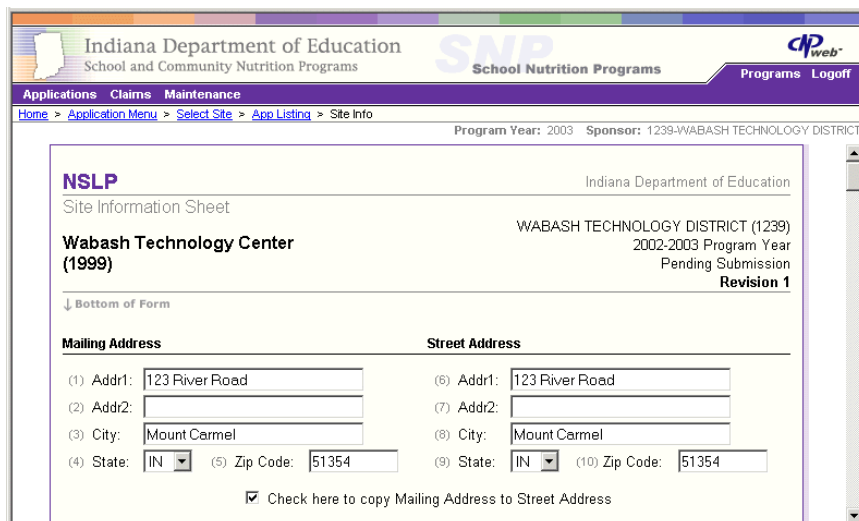 Indiana Department of Education
School and Community Nutrition Programs
SNP
School Nutrition Programs
CNPweb
Programs Logoff
Applications Claims Maintenance
Home > Application Menu > Select Site > App Listing > Site Info
Program Year: 2003 Sponsor: 1239-WABASH TECHNOLOGY DISTRICT
NSLP Indiana Department of Education
Site Information Sheet
WABASH TECHNOLOGY DISTRICT (1239)
Wabash Technology Center 2002-2003 Program Year
(1999) Pending Submission
Revision 1
↓ Bottom of Form
Mailing Address Street Address
(1) Addr1: 123 River Road (6) Addr1: 123 River Road
(2) Addr2: (7) Addr2:
(3) City: Mount Carmel (8) City: Mount Carmel
(4) State: IN (5) Zip Code: 51354 (9) State: IN (10) Zip Code: 51354
Check here to copy Mailing Address to Street Address